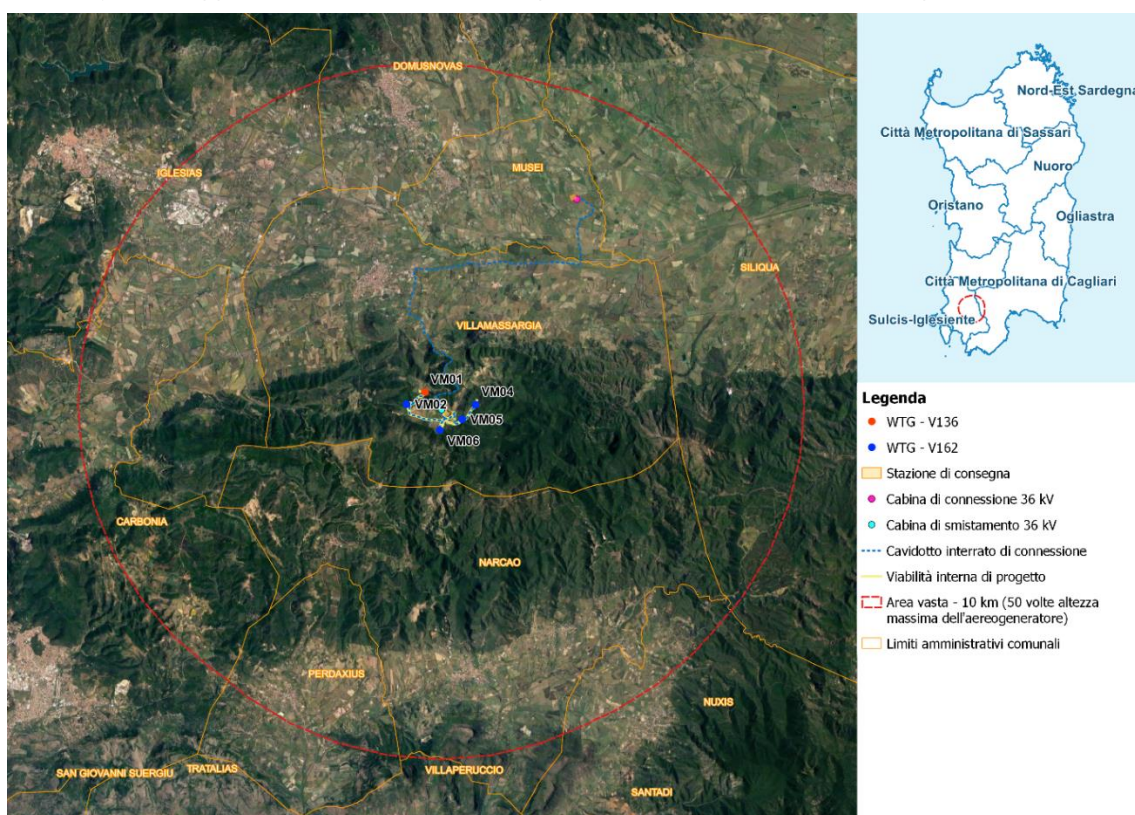 DOMUSNOVAS
IGLESIAS
MUSEI
SILIQUA
VILLAMASSARGIA
VM01
VM02
VM04
VM05
VM06
CARBONIA
NARCAO
PERDAXIUS
NUXIS
SAN GIOVANNI SUERGIU
TRATALIAS
VILLAPERUCCIO
SANTADI
Nord-Est Sardegna
Città Metropolitana di Sassari
Nuoro
Oristano
Ogliastra
Città Metropolitana di Cagliari
Sulcis-Iglesiente
Legenda
WTG - V136
WTG - V162
Stazione di consegna
Cabina di connessione 36 kV
Cabina di smistamento 36 kV
Cavidotto interrato di connessione
Viabilità interna di progetto
Area vasta - 10 km (50 volte altezza
massima dell'aereogeneratore)
Limiti amministrativi comunali